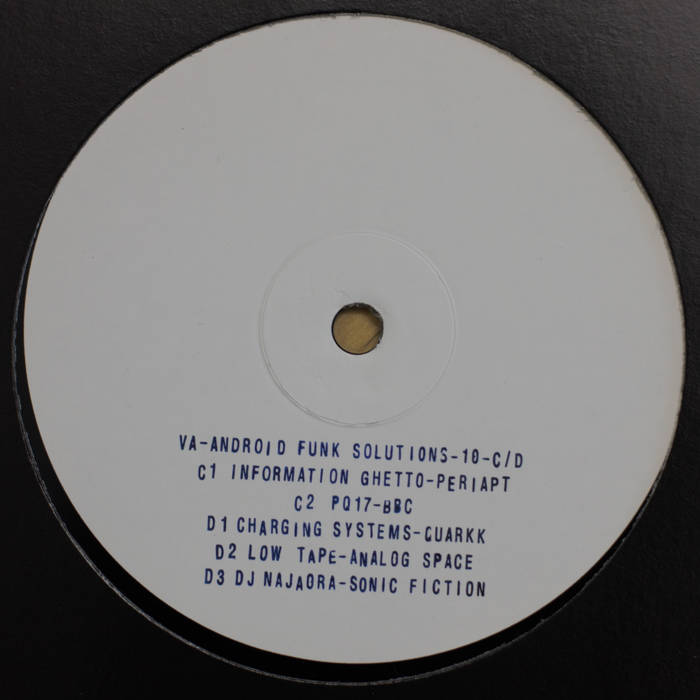 VA-ANDROID FUNK SOLUTIONS-10-C/D
C1 INFORMATION GHETTO-PERIAPT
C2 PQ17-BBC
D1 CHARGING SYSTEMS-QUARKK
D2 LOW TAPE-ANALOG SPACE
D3 DJ NAJAORA-SONIC FICTION